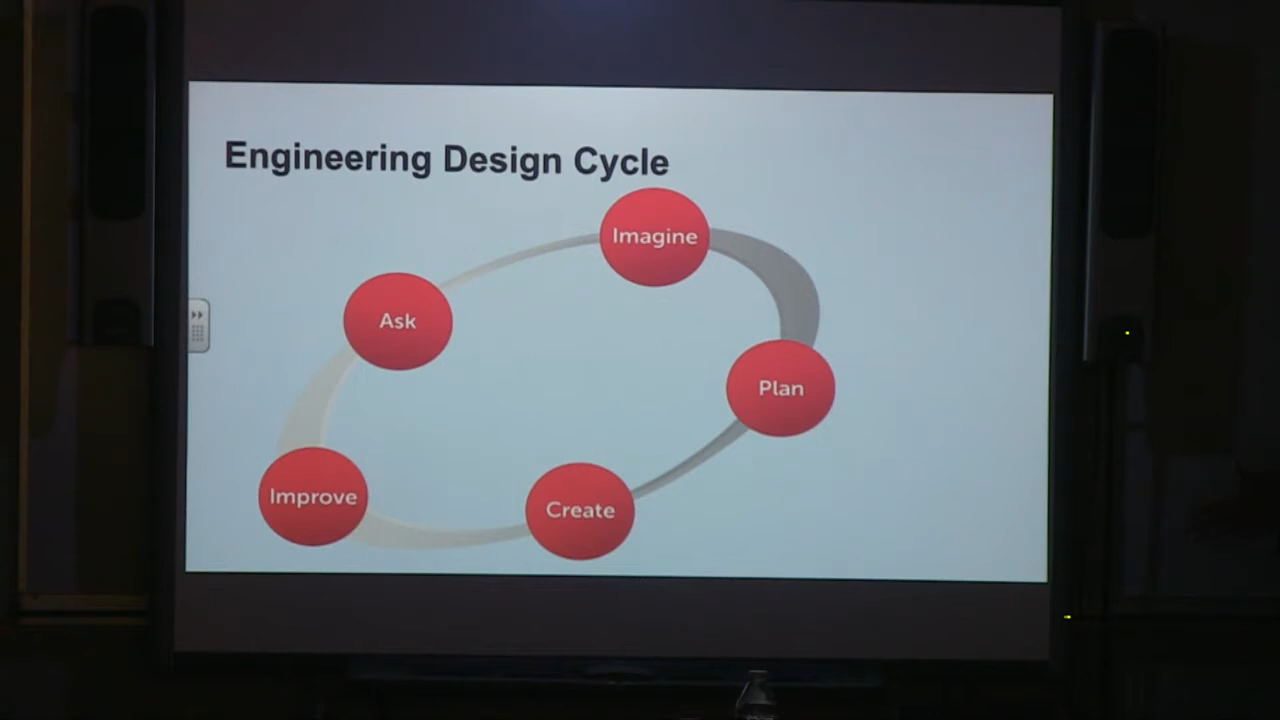 Engineering Design Cycle
Imagine
Ask
Plan
Improve
Create